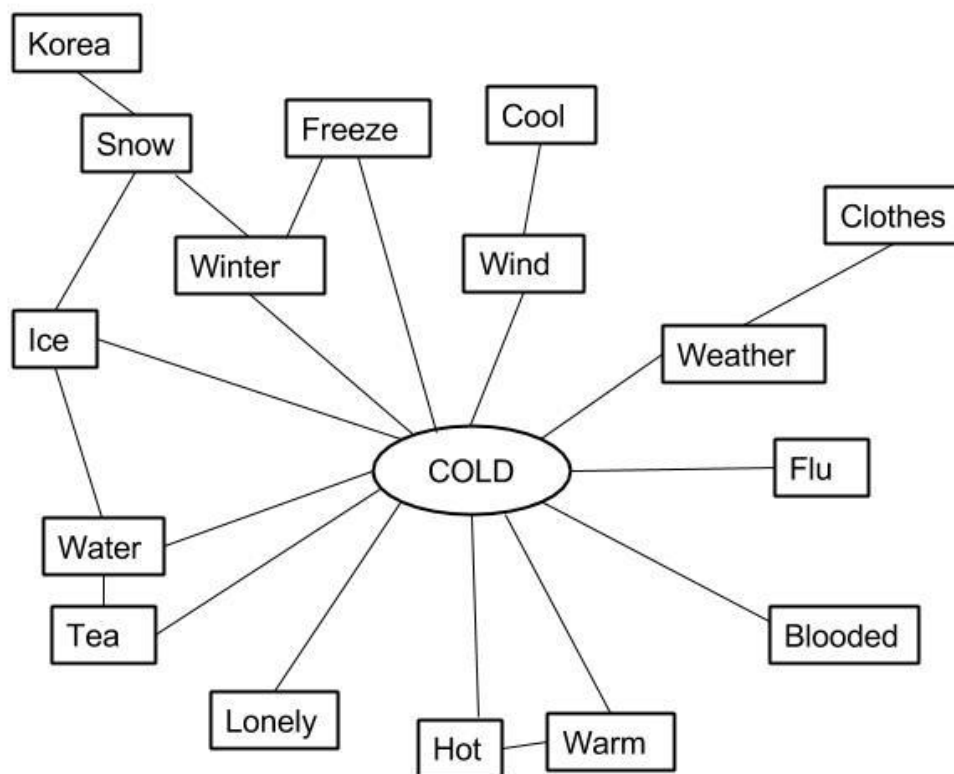 Korea
Snow
Freeze
Cool
Clothes
Winter
Wind
Ice
Weather
COLD
Flu
Water
Tea
Blooded
Lonely
Hot
Warm